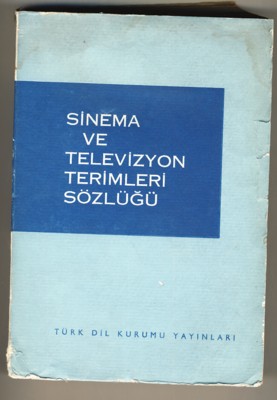 SİNEMA
VE
TELEVİZYON
TERİMLERİ
SÖZLÜĞÜ
TÜRK DİL KURUMU YAYINLARI